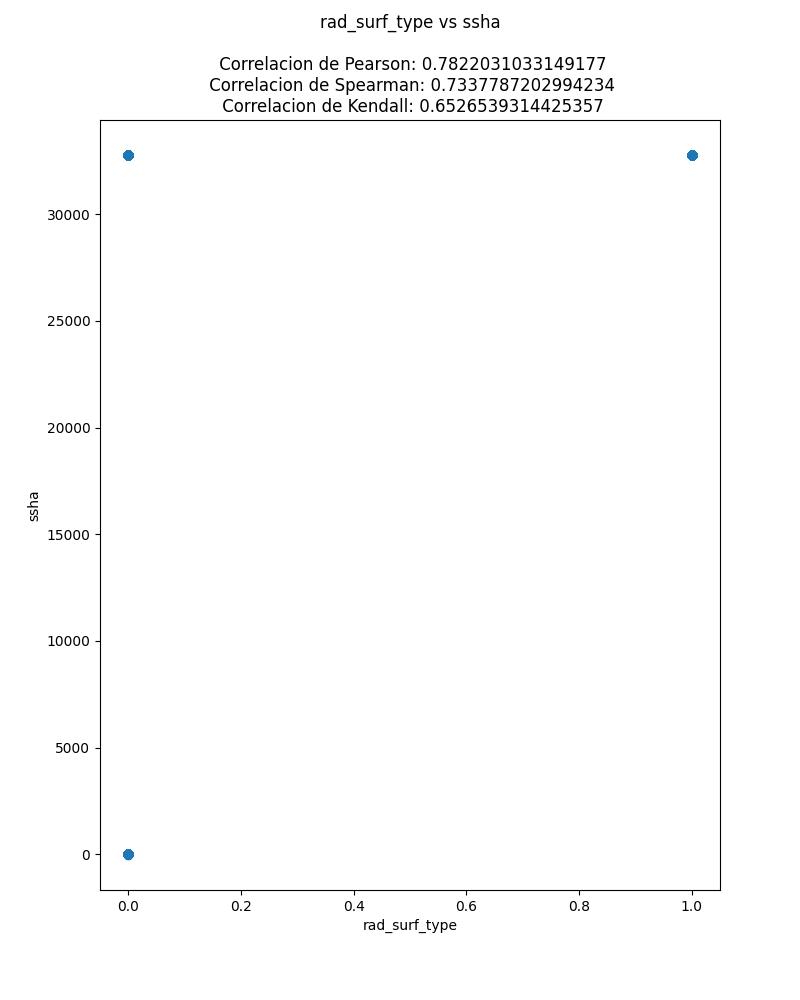 rad_surf_type vs ssha
Correlacion de Pearson: 0.7822031033149177
Correlacion de Spearman: 0.7337787202994234
Correlacion de Kendall: 0.6526539314425357
30000
25000
20000
15000
10000
5000
0
ssha
0.0 0.2 0.4 0.6 0.8 1.0
rad_surf_type